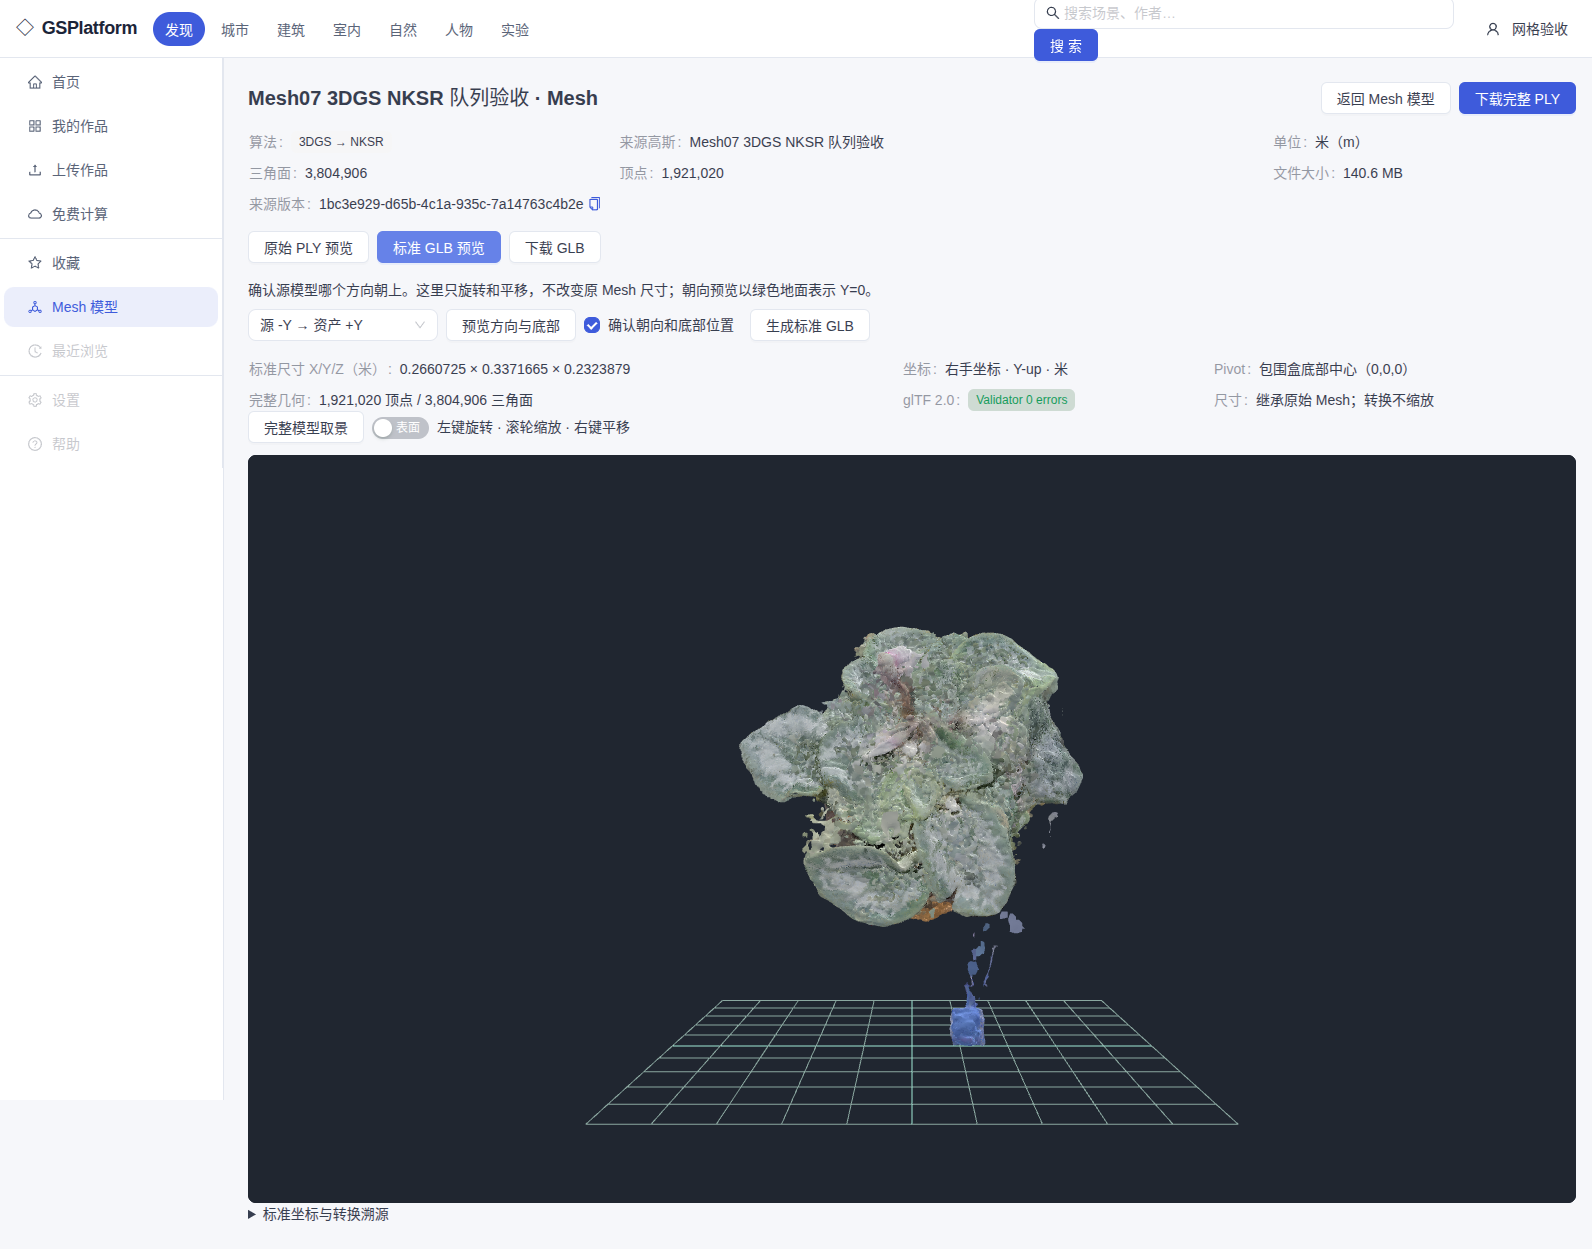 GSPlatform 发现 城市 建筑 室内 自然 人物 实验
搜索场景、作者…
搜 索
网格验收
首页
我的作品
上传作品
免费计算
收藏
Mesh 模型
最近浏览
设置
帮助
Mesh07 3DGS NKSR 队列验收 · Mesh
返回 Mesh 模型 下载完整 PLY
算法: 3DGS → NKSR 来源高斯: Mesh07 3DGS NKSR 队列验收 单位: 米（m）
三角面: 3,804,906 顶点: 1,921,020 文件大小: 140.6 MB
来源版本: 1bc3e929-d65b-4c1a-935c-7a14763c4b2e
原始 PLY 预览 标准 GLB 预览 下载 GLB
确认源模型哪个方向朝上。这里只旋转和平移，不改变原 Mesh 尺寸；朝向预览以绿色地面表示 Y=0。
源 -Y → 资产 +Y 预览方向与底部 确认朝向和底部位置 生成标准 GLB
标准尺寸 X/Y/Z（米）: 0.2660725 × 0.3371665 × 0.2323879 坐标: 右手坐标 · Y-up · 米 Pivot: 包围盒底部中心（0,0,0）
完整几何: 1,921,020 顶点 / 3,804,906 三角面 glTF 2.0: Validator 0 errors 尺寸: 继承原始 Mesh；转换不缩放
完整模型取景 表面 左键旋转 · 滚轮缩放 · 右键平移
标准坐标与转换溯源